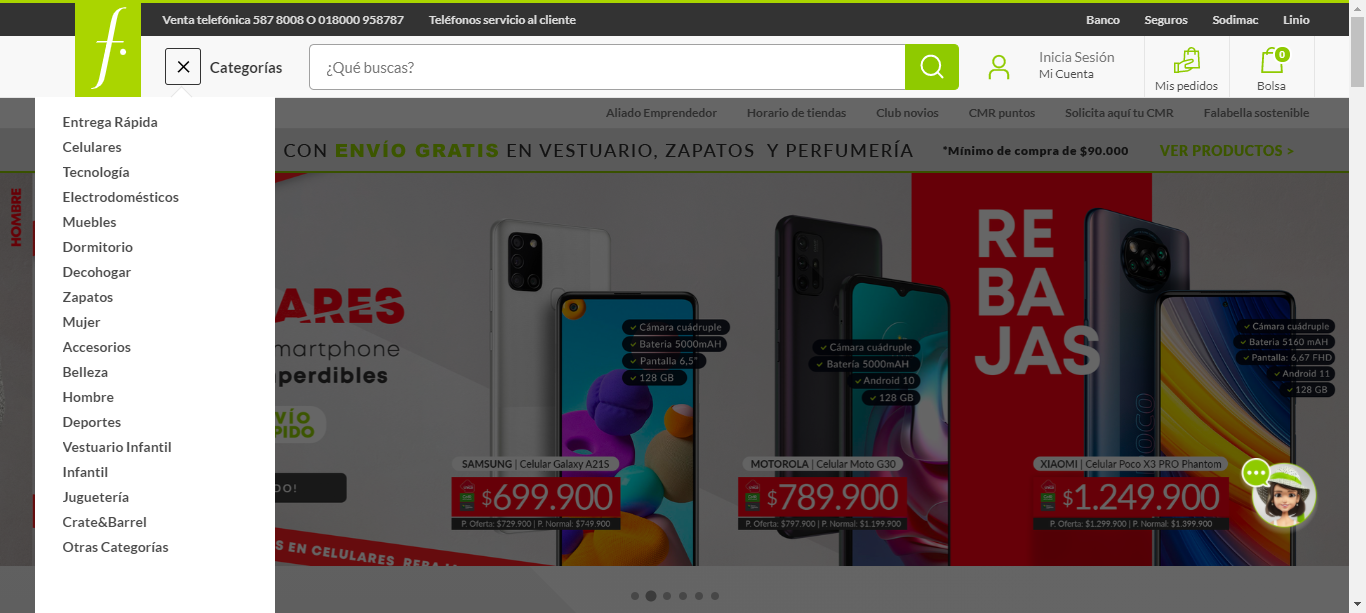 Venta telefónica 587 8008 O 018000 958787
Teléfonos servicio al cliente
Banco
Seguros
Sodimac
Linio
f.
Categorías
¿Qué buscas?
Inicia Sesión
Mi Cuenta
Mis pedidos
0
Bolsa
Aliado Emprendedor
Horario de tiendas
Club novios
CMR puntos
Solicita aquí tu CMR
Falabella sostenible
Entrega Rápida
Celulares
Tecnología
Electrodomésticos
Muebles
Dormitorio
Decohogar
Zapatos
Mujer
Accesorios
Belleza
Hombre
Deportes
Vestuario Infantil
Infantil
Juguetería
Crate&Barrel
Otras Categorías
CON ENVÍO GRATIS EN VESTUARIO, ZAPATOS Y PERFUMERÍA
*Mínimo de compra de $90.000
VER PRODUCTOS >
HOMBRE
ARES
martphone
perdibles
VÍO
PIDO
DO!
Cámara cuádruple
Batería 5000mAH
Pantalla 6,5"
128 GB
SAMSUNG | Celular Galaxy A21S
$699.900
P. Oferta: $729.900 | P. Normal: $749.900
Cámara cuádruple
Batería 5000mAH
Android 10
128 GB
MOTOROLA | Celular Moto G30
$789.900
P. Oferta: $797.900 | P. Normal: $1.199.900
RE
BA
JAS
Cámara cuádruple
Batería 5160 mAH
Pantalla: 6,67 FHD
Android 11
128 GB
POCO
XIAOMI | Celular Poco X3 PRO Phantom
$1.249.900
P. Oferta: $1.299.900 | P. Normal: $1.399.900
S EN CELULARES REBAJA